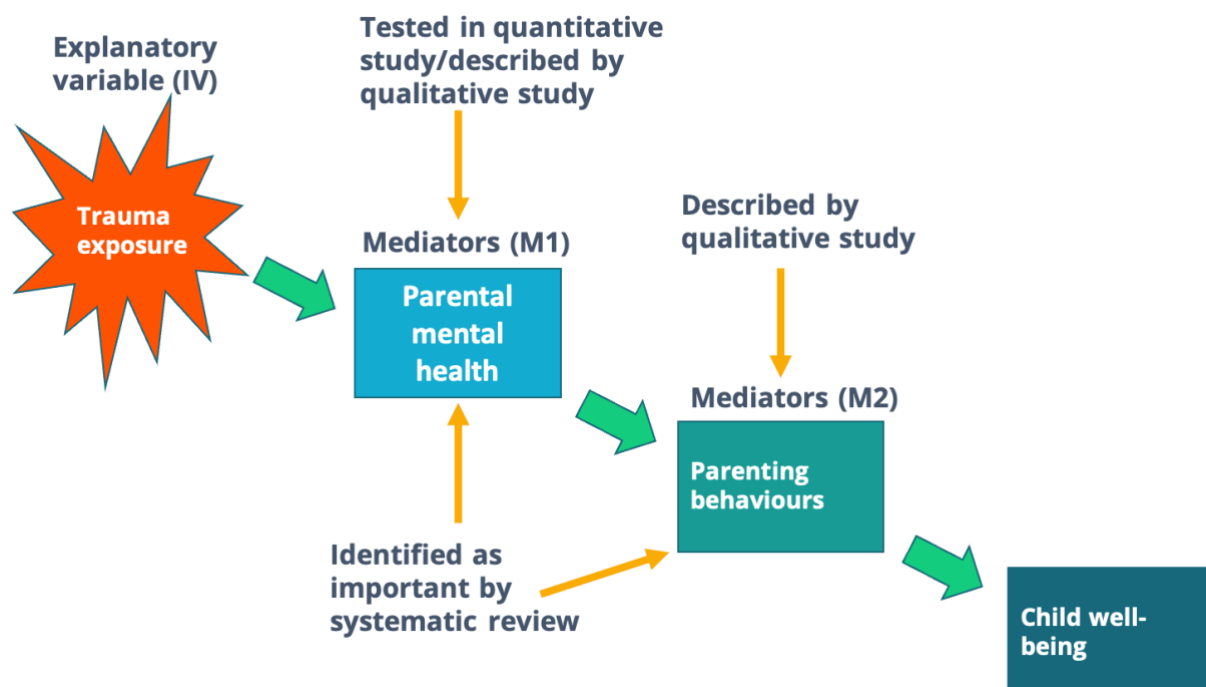 Explanatory
variable (IV)
Trauma
exposure
Tested in quantitative
study/described by
qualitative study
Mediators (M1)
Parental
mental
health
Described by
qualitative study
Mediators (M2)
Parenting
behaviours
Identified as
important by
systematic review
Child well-
being